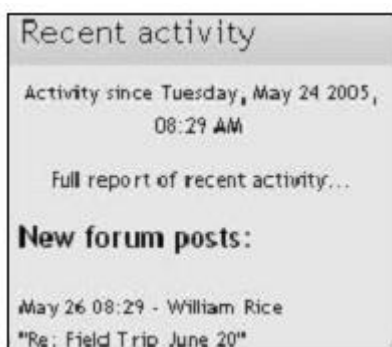 Recent activity
Activity since Tuesday, May 24 2005,
08:29 AM
Full report of recent activity...
New forum posts:
May 26 08:29 - William Rice
"Re: Field Trip June 20"